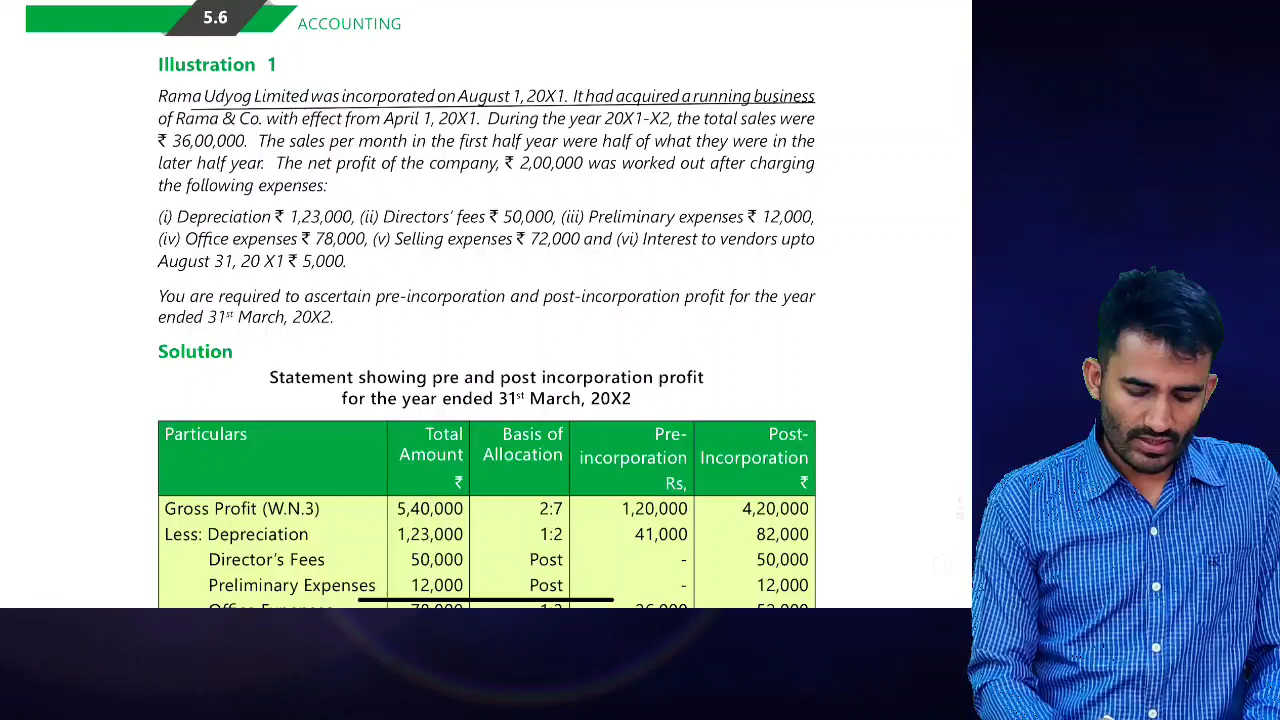 5.6
ACCOUNTING
Illustration 1
Rama Udyog Limited was incorporated on August 1, 20X1. It had acquired a running business
of Rama & Co. with effect from April 1, 20X1. During the year 20X1-X2, the total sales were
₹ 36,00,000. The sales per month in the first half year were half of what they were in the
later half year. The net profit of the company, ₹ 2,00,000 was worked out after charging
the following expenses:
(i) Depreciation ₹ 1,23,000, (ii) Directors' fees ₹ 50,000, (iii) Preliminary expenses ₹ 12,000,
(iv) Office expenses ₹ 78,000, (v) Selling expenses ₹ 72,000 and (vi) Interest to vendors upto
August 31, 20 X1 ₹ 5,000.
You are required to ascertain pre-incorporation and post-incorporation profit for the year
ended 31st March, 20X2.
Solution
Statement showing pre and post incorporation profit
for the year ended 31st March, 20X2
Particulars Total Basis of Pre- Post-
Amount Allocation incorporation Incorporation
₹ Rs, ₹
Gross Profit (W.N.3) 5,40,000 2:7 1,20,000 4,20,000
Less: Depreciation 1,23,000 1:2 41,000 82,000
Director's Fees 50,000 Post - 50,000
Preliminary Expenses 12,000 Post - 12,000